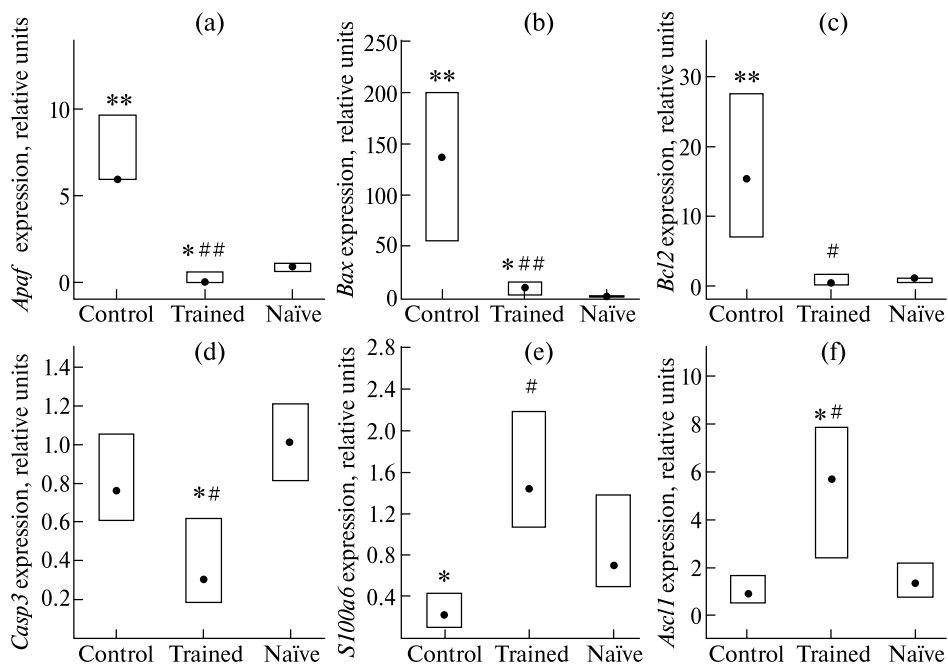 (a)
Apaf expression, relative units
10
5
0
**
* ##
Control Trained Naïve
(b)
Bax expression, relative units
250
200
150
100
50
0
**
* ##
Control Trained Naïve
(c)
Bcl2 expression, relative units
30
20
10
0
**
#
Control Trained Naïve
(d)
Casp3 expression, relative units
1.4
1.2
1.0
0.8
0.6
0.4
0.2
*#
Control Trained Naïve
(e)
S100a6 expression, relative units
2.8
2.4
2.0
1.6
1.2
0.8
0.4
*
#
Control Trained Naïve
(f)
Ascl1 expression, relative units
10
8
6
4
2
0
*#
Control Trained Naïve